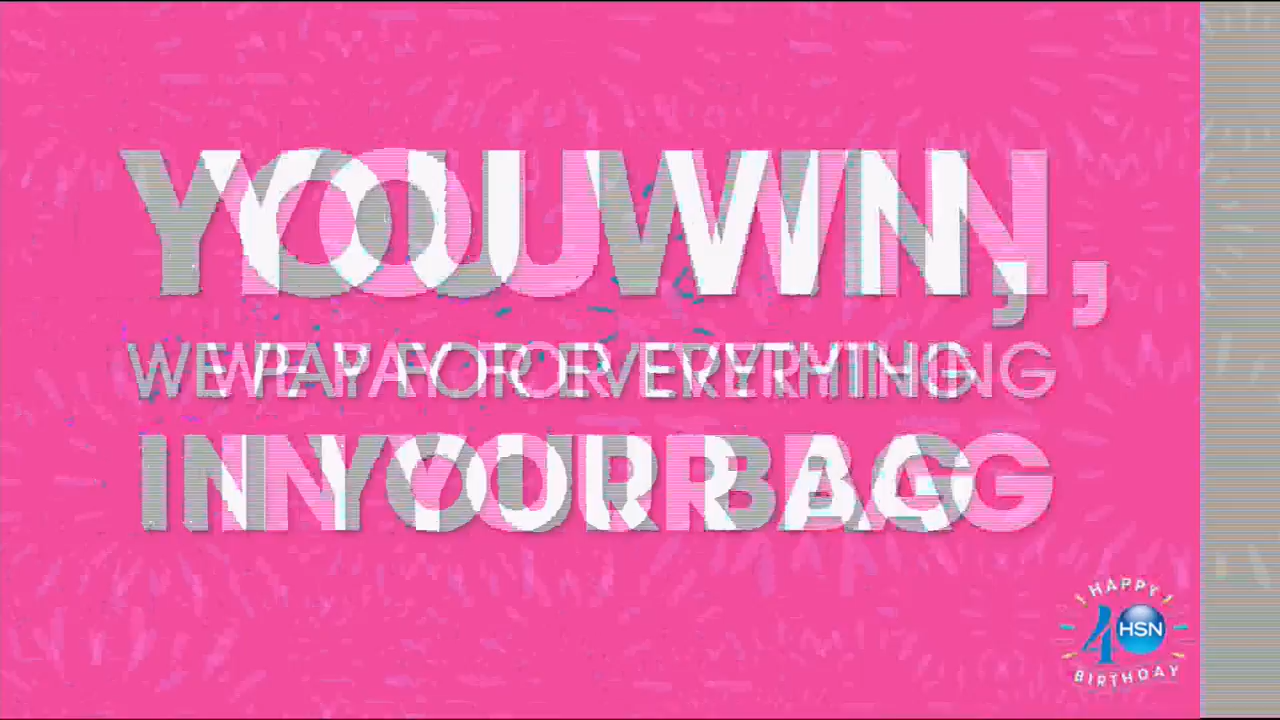 YOU WIN,
WE PAY FOR EVERYTHING
IN YOUR BAG
HAPPY
40 HSN
BIRTHDAY